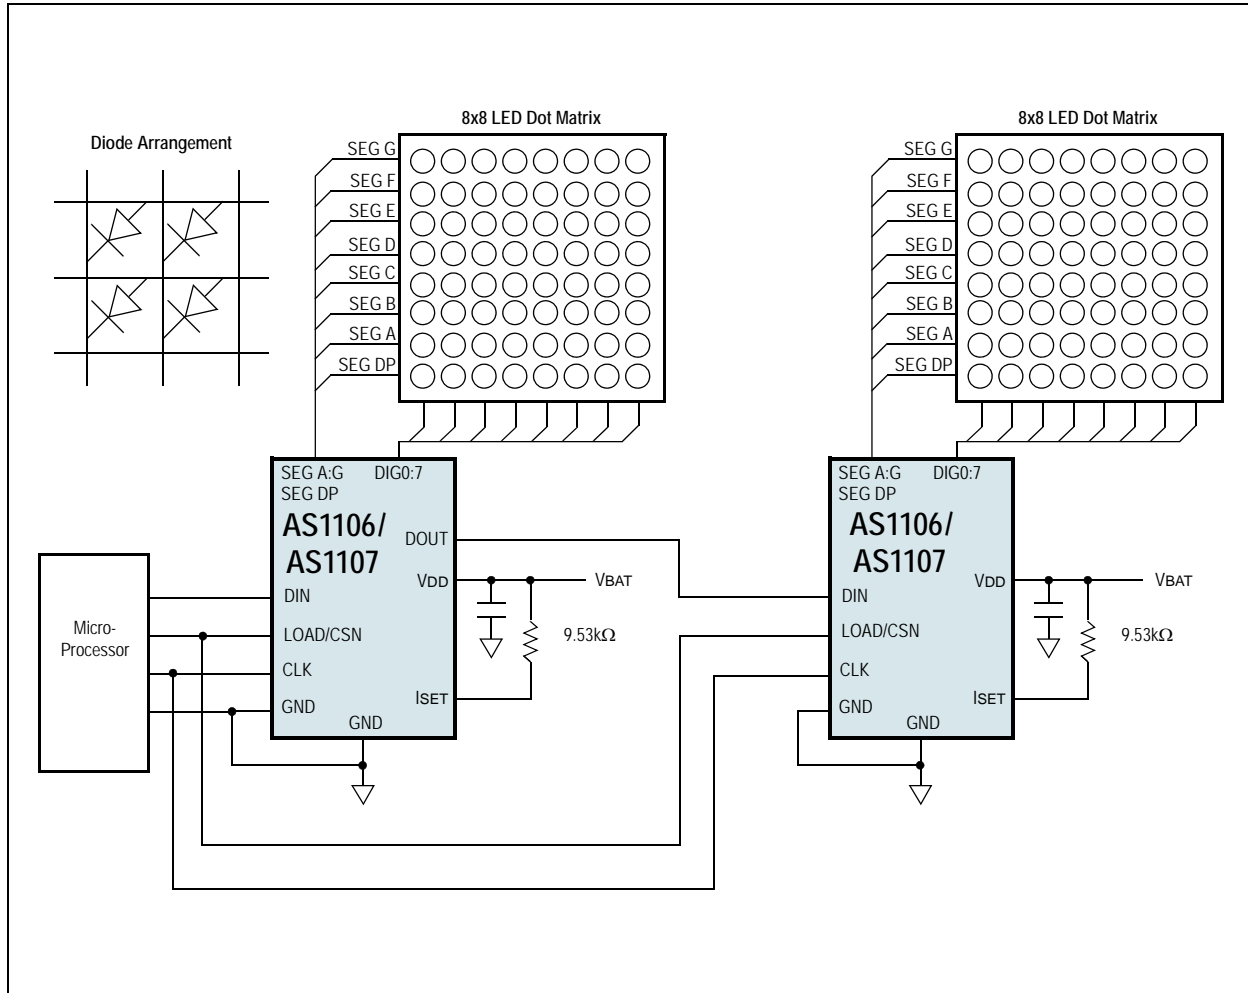 Diode Arrangement
8x8 LED Dot Matrix
SEG G
SEG F
SEG E
SEG D
SEG C
SEG B
SEG A
SEG DP
8x8 LED Dot Matrix
SEG G
SEG F
SEG E
SEG D
SEG C
SEG B
SEG A
SEG DP
Micro-
Processor
SEG A:G DIG0:7
SEG DP
AS1106/
AS1107
DOUT
VDD
DIN
LOAD/CSN
CLK
ISET
GND
GND
VBAT
9.53kΩ
SEG A:G DIG0:7
SEG DP
AS1106/
AS1107
VDD
DIN
LOAD/CSN
CLK
ISET
GND
GND
VBAT
9.53kΩ